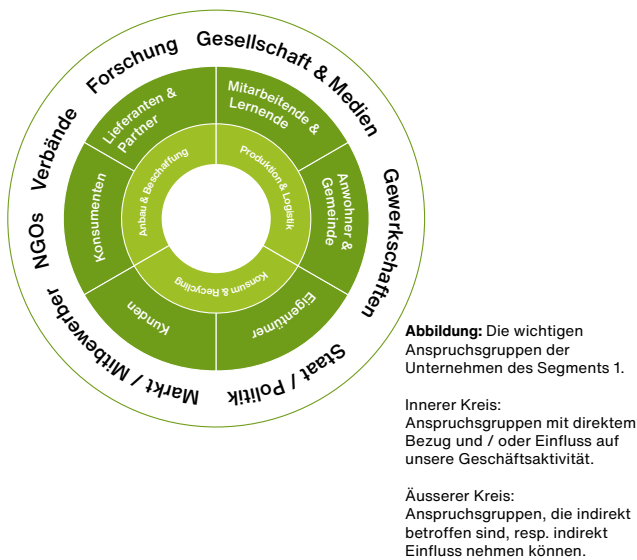 Forschung
Gesellschaft & Medien
Gewerkschaften
Staat / Politik
Markt / Mitbewerber
NGOs
Verbände
Lieferanten &
Partner
Mitarbeitende &
Lernende
Anwohner &
Gemeinde
Eigentümer
Kunden
Konsumenten
Anbau & Beschaffung
Produktion & Logistik
Konsum & Recycling
Abbildung: Die wichtigen
Anspruchsgruppen der
Unternehmen des Segments 1.
Innerer Kreis:
Anspruchsgruppen mit direktem
Bezug und / oder Einfluss auf
unsere Geschäftsaktivität.
Äusserer Kreis:
Anspruchsgruppen, die indirekt
betroffen sind, resp. indirekt
Einfluss nehmen können.